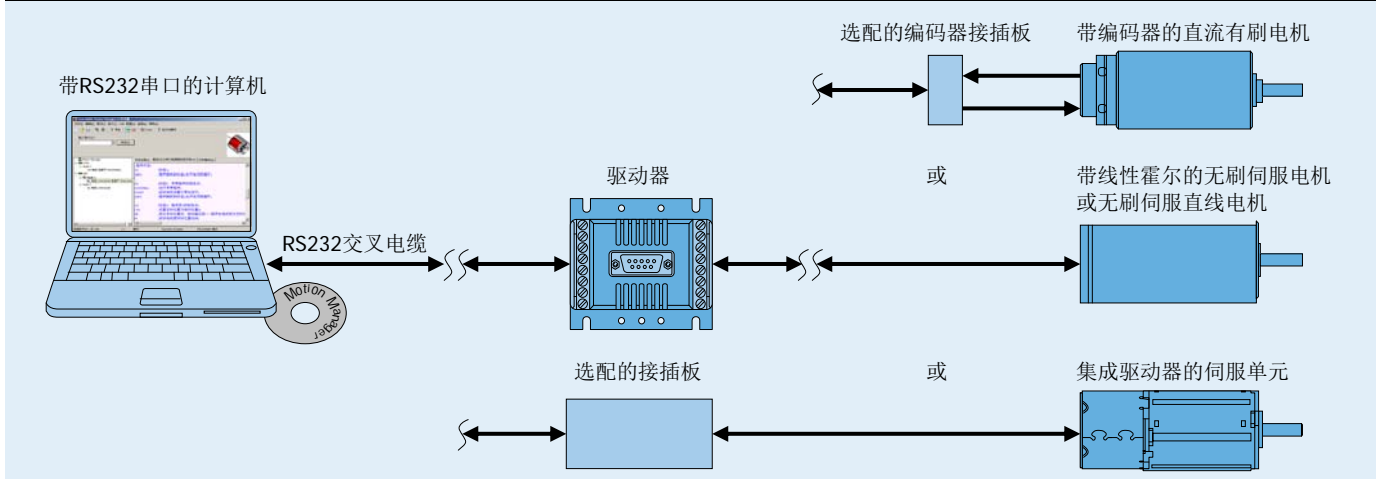 选配的编码器接插板
带编码器的直流有刷电机
带RS232串口的计算机
驱动器
或
带线性霍尔的无刷伺服电机
或无刷伺服直线电机
RS232交叉电缆
Motion Manager
选配的接插板
或
集成驱动器的伺服单元